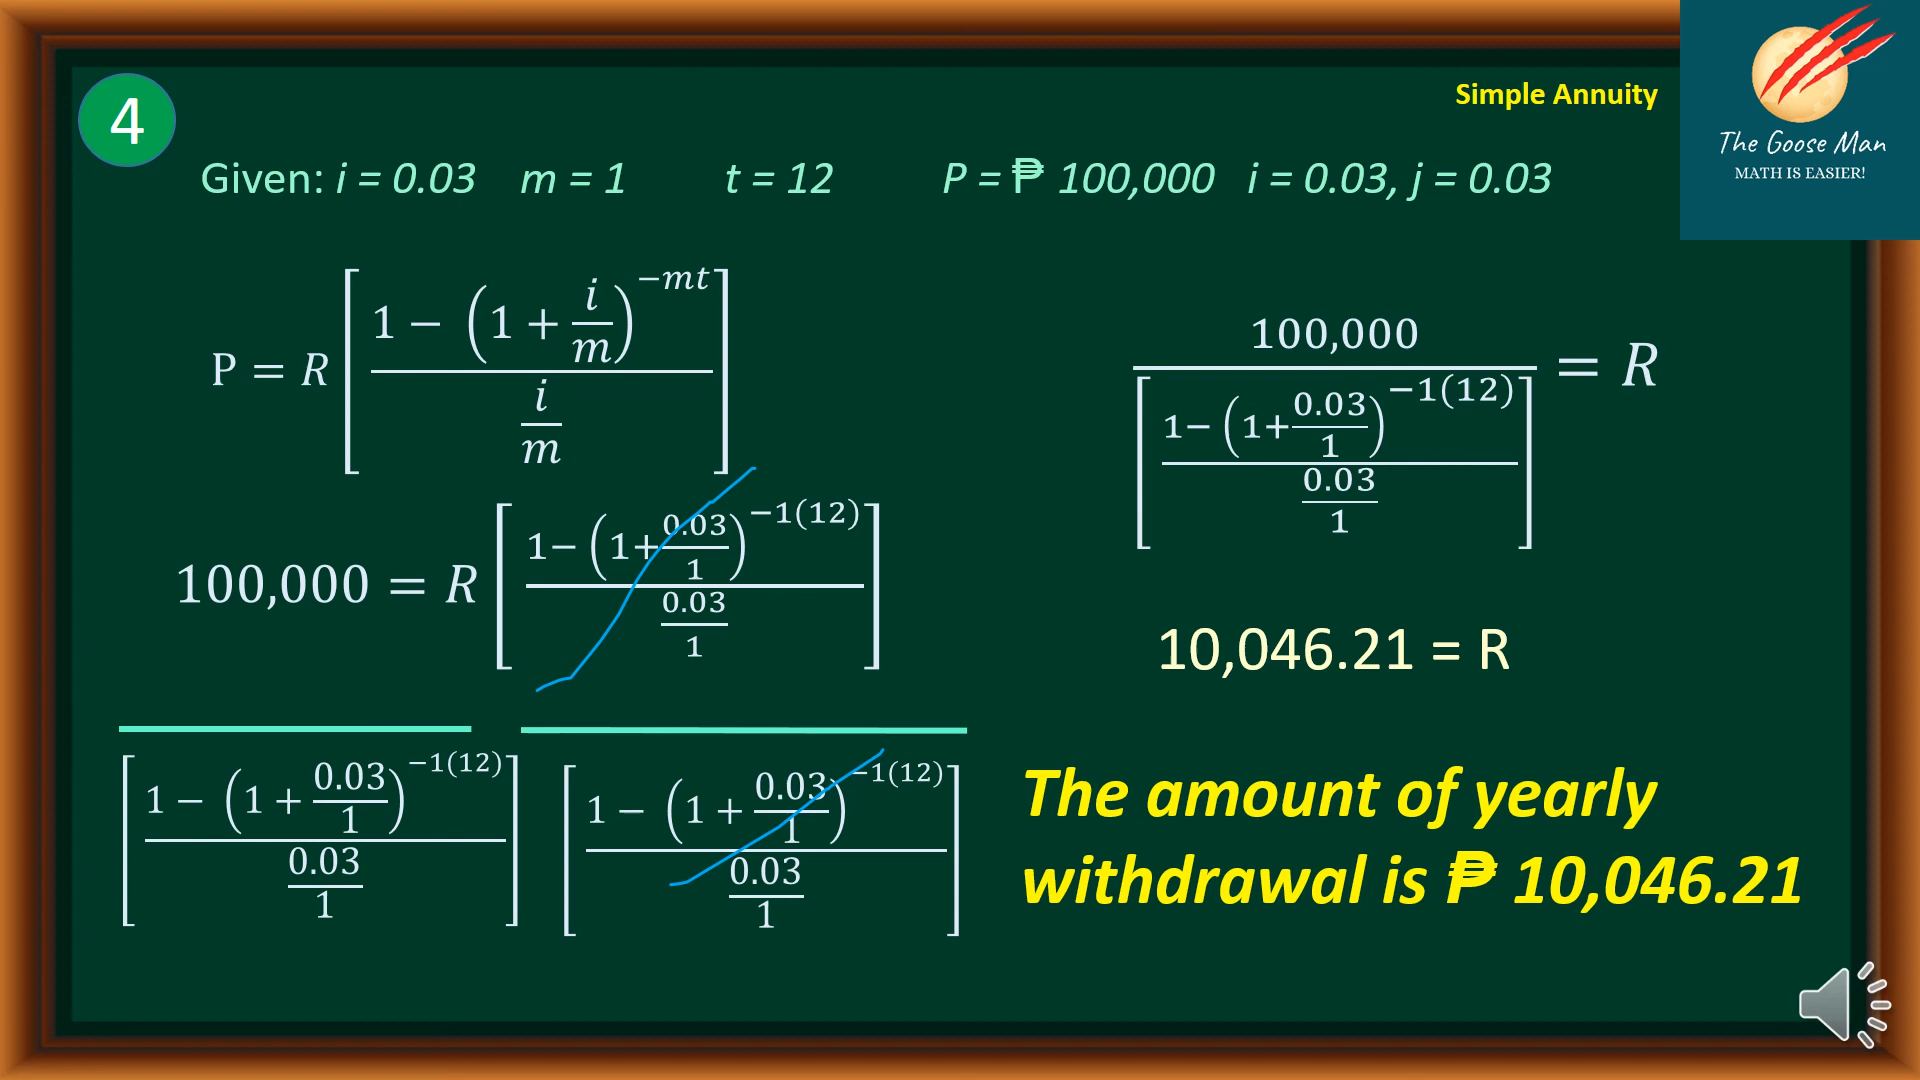 4
Simple Annuity
The Goose Man
MATH IS EASIER!
Given: i = 0.03 m = 1 t = 12 P = ₱ 100,000 i = 0.03, j = 0.03
P = R [ (1 − (1 + i/m)^(−mt)) / (i/m) ]
100,000 = R [ (1− (1+0.03/1)^(−1(12))) / (0.03/1) ]
[ (1 − (1 + 0.03/1)^(−1(12))) / (0.03/1) ] [ (1 − (1 + 0.03/1)^(−1(12))) / (0.03/1) ]
100,000 / [ (1− (1+0.03/1)^(−1(12))) / (0.03/1) ] = R
10,046.21 = R
The amount of yearly
withdrawal is ₱ 10,046.21